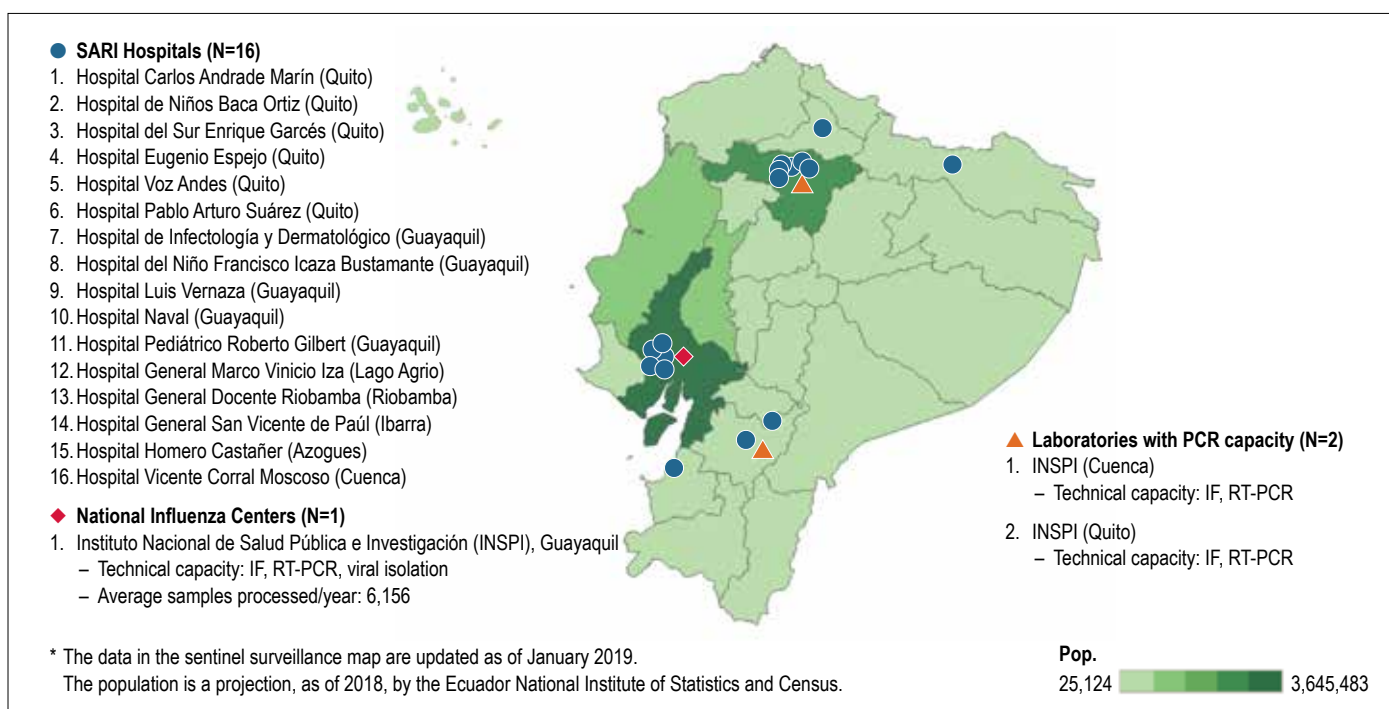 SARI Hospitals (N=16)
1. Hospital Carlos Andrade Marín (Quito)
2. Hospital de Niños Baca Ortiz (Quito)
3. Hospital del Sur Enrique Garcés (Quito)
4. Hospital Eugenio Espejo (Quito)
5. Hospital Voz Andes (Quito)
6. Hospital Pablo Arturo Suárez (Quito)
7. Hospital de Infectología y Dermatológico (Guayaquil)
8. Hospital del Niño Francisco Icaza Bustamante (Guayaquil)
9. Hospital Luis Vernaza (Guayaquil)
10. Hospital Naval (Guayaquil)
11. Hospital Pediátrico Roberto Gilbert (Guayaquil)
12. Hospital General Marco Vinicio Iza (Lago Agrio)
13. Hospital General Docente Riobamba (Riobamba)
14. Hospital General San Vicente de Paúl (Ibarra)
15. Hospital Homero Castañer (Azogues)
16. Hospital Vicente Corral Moscoso (Cuenca)
National Influenza Centers (N=1)
1. Instituto Nacional de Salud Pública e Investigación (INSPI), Guayaquil
– Technical capacity: IF, RT-PCR, viral isolation
– Average samples processed/year: 6,156
Laboratories with PCR capacity (N=2)
1. INSPI (Cuenca)
– Technical capacity: IF, RT-PCR
2. INSPI (Quito)
– Technical capacity: IF, RT-PCR
* The data in the sentinel surveillance map are updated as of January 2019.
The population is a projection, as of 2018, by the Ecuador National Institute of Statistics and Census.
Pop.
25,124 3,645,483